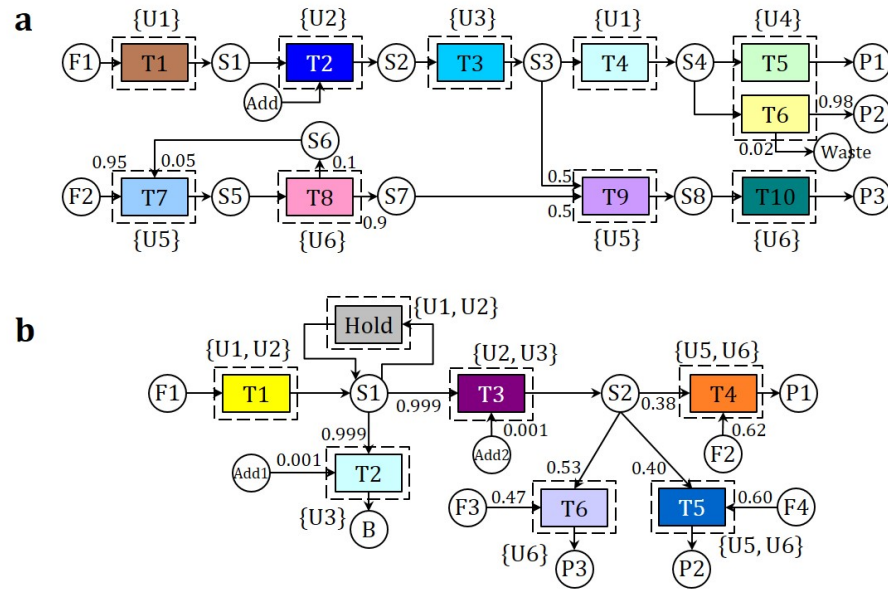 a
{U1} {U2} {U3} {U1} {U4}
F1 T1 S1 T2 S2 T3 S3 T4 S4 T5 P1
Add
T6 0.98 P2
0.02 Waste
S6
0.95 0.05 0.1 0.5
F2 T7 S5 T8 S7 T9 S8 T10 P3
0.9 0.5
{U5} {U6} {U5} {U6}
b
Hold {U1, U2}
{U1, U2} {U2, U3} {U5, U6}
F1 T1 S1 T3 S2 T4 P1
0.999 0.38
0.999 0.001 0.62
Add2 F2
Add1 0.001 T2 0.53 0.40
F3 0.47 T6 T5 0.60 F4
{U3} B
{U6} P3 P2 {U5, U6}